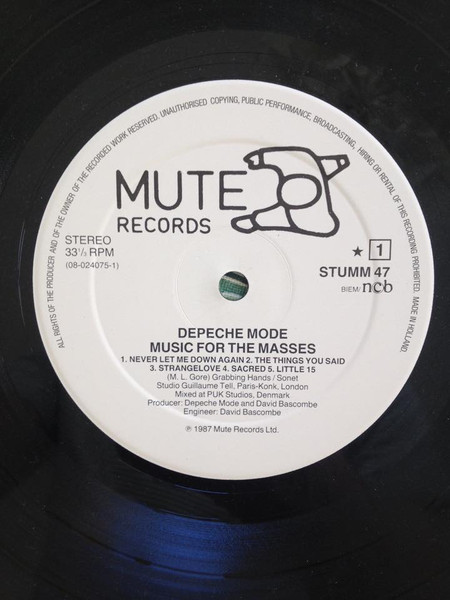 ALL RIGHTS OF THE PRODUCER AND OF THE OWNER OF THE RECORDED WORK RESERVED. UNAUTHORISED COPYING, PUBLIC PERFORMANCE, BROADCASTING, HIRING OR RENTAL OF THIS RECORDING PROHIBITED. MADE IN HOLLAND.
MUTE
RECORDS
STEREO
33⅓ RPM
(08-024075-1)
★ 1
STUMM 47
BIEM/ncb
DEPECHE MODE
MUSIC FOR THE MASSES
1. NEVER LET ME DOWN AGAIN 2. THE THINGS YOU SAID
3. STRANGELOVE 4. SACRED 5. LITTLE 15
(M. L. Gore) Grabbing Hands / Sonet
Studio Guillaume Tell, Paris-Konk, London
Mixed at PUK Studios, Denmark
Producer: Depeche Mode and David Bascombe
Engineer: David Bascombe
℗ 1987 Mute Records Ltd.